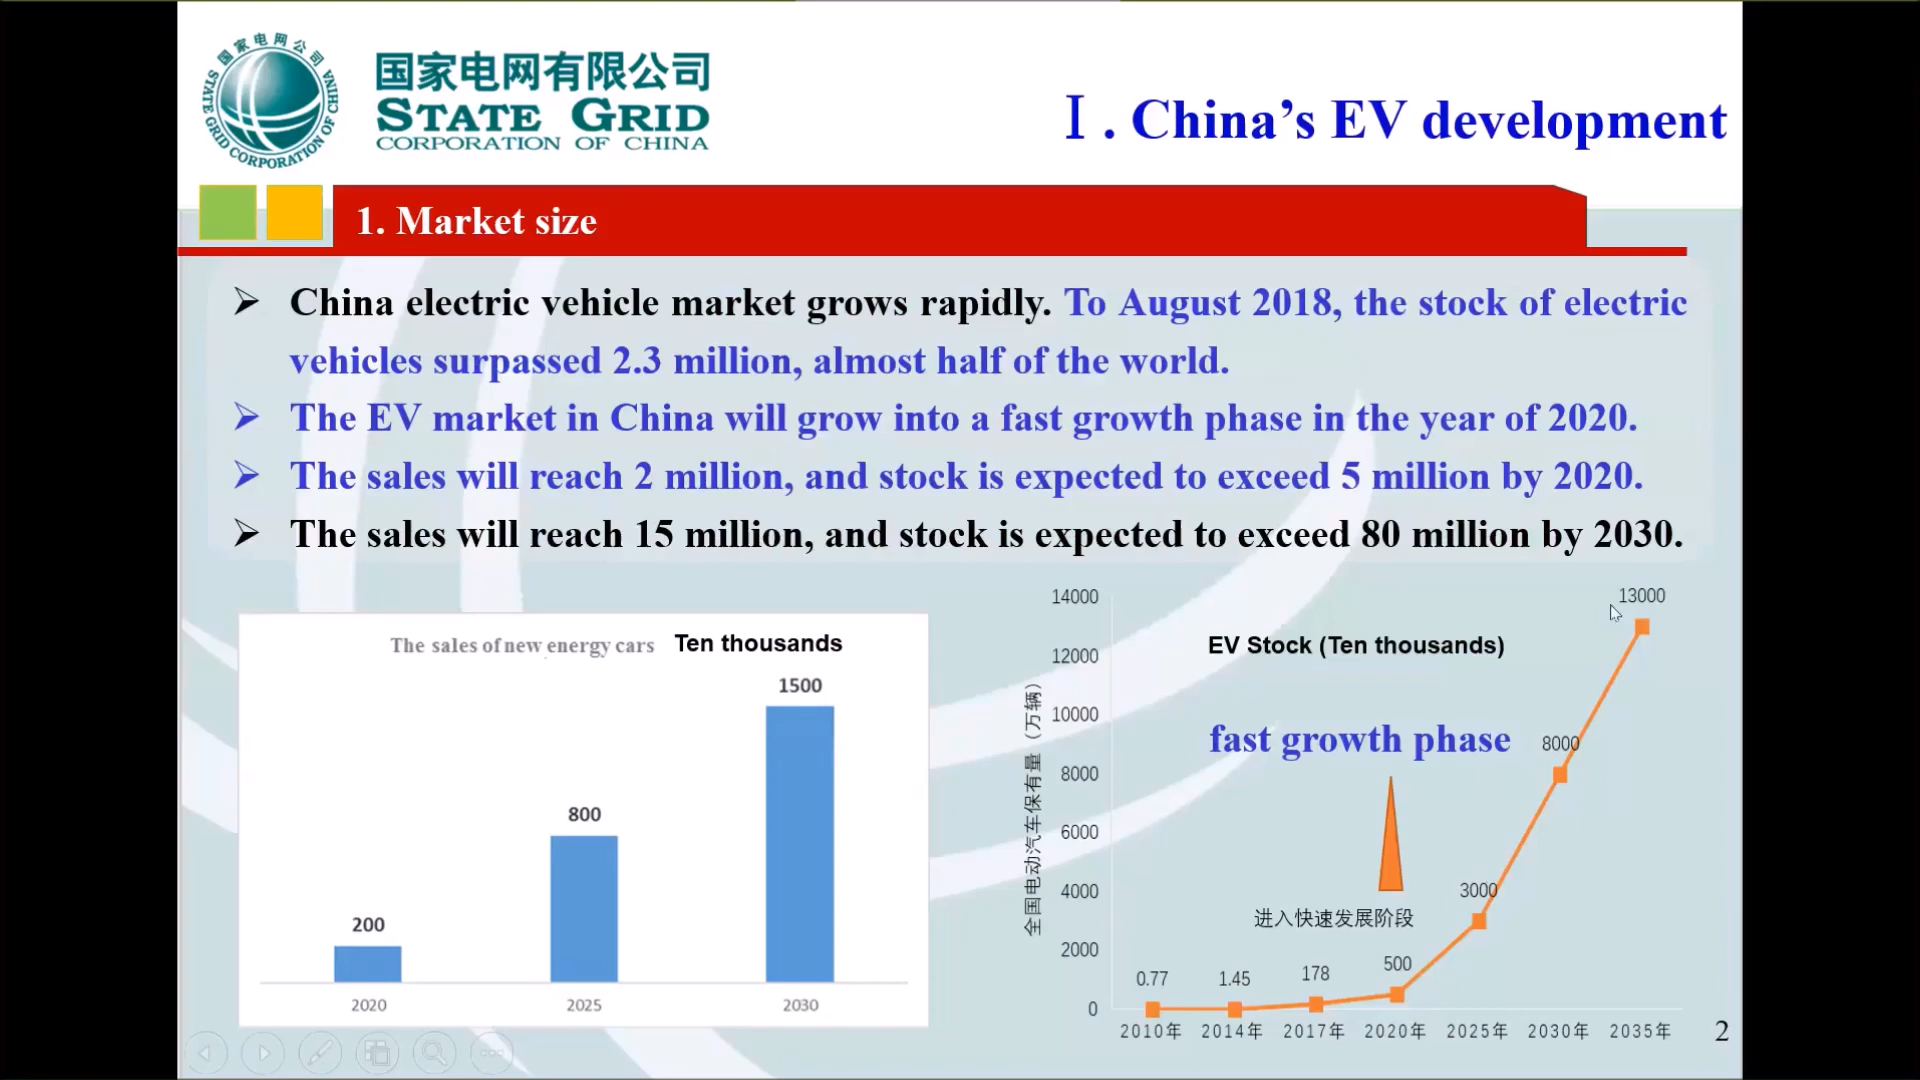 国家电网公司
STATE GRID CORPORATION OF CHINA
国家电网有限公司
STATE GRID
CORPORATION OF CHINA
Ⅰ. China’s EV development
1. Market size
➢ China electric vehicle market grows rapidly. To August 2018, the stock of electric
vehicles surpassed 2.3 million, almost half of the world.
➢ The EV market in China will grow into a fast growth phase in the year of 2020.
➢ The sales will reach 2 million, and stock is expected to exceed 5 million by 2020.
➢ The sales will reach 15 million, and stock is expected to exceed 80 million by 2030.
The sales of new energy cars Ten thousands
1500
800
200
2020 2025 2030
EV Stock (Ten thousands)
全国电动汽车保有量（万辆）
14000
12000
10000
8000
6000
4000
2000
0
fast growth phase
进入快速发展阶段
0.77 1.45 178 500 3000 8000 13000
2010年 2014年 2017年 2020年 2025年 2030年 2035年
2